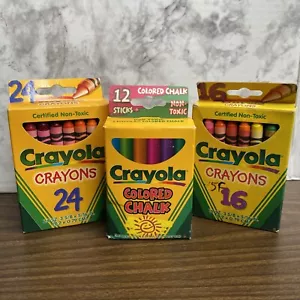 24
Certified Non-Toxic
Crayola
CRAYONS
24
12
STICKS
COLORED CHALK
NON-
TOXIC
Crayola
COLORED
CHALK
16
Certified Non-Toxic
Crayola
CRAYONS
16